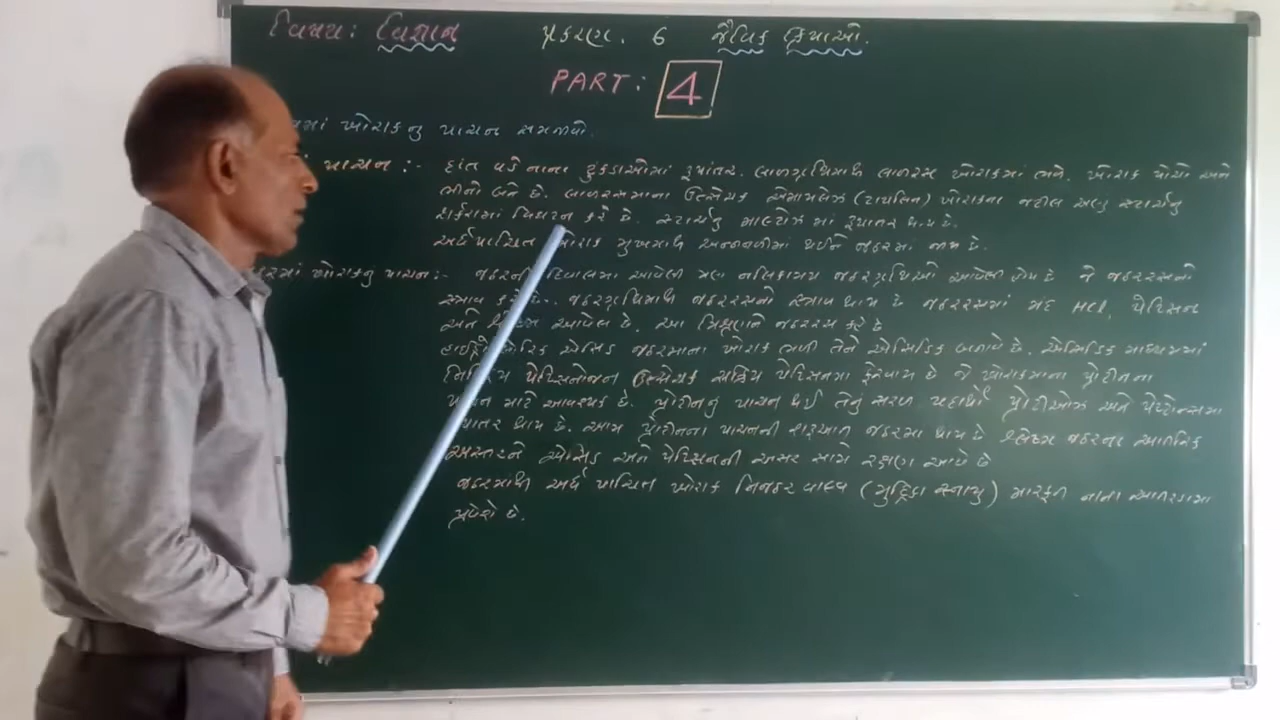 વિષય: વિજ્ઞાન પ્રકરણ. 6 જૈવિક ક્રિયાઓ.
PART: 4
ખોરાકનુ પાચન સમજાવો.
પાચન :- દાંત વડે નાના ટુકડાઓમાં રૂપાંતર. લાળગ્રંથિમાંથી લાળરસ ખોરાકમાં ભળે. ખોરાક પોચો અને
ભીનો બને છે. લાળરસમાના ઉત્સેચક એમાયલેઝ (ટાયલિન) ખોરાકના જટીલ અણુ સ્ટાર્ચનુ
શર્કરામાં વિઘટન કરે છે. સ્ટાર્ચનુ માલ્ટોઝ માં રૂપાંતર થાય છે.
અર્ધપાચિત ખોરાક મુખમાંથી અન્નનળીમાં થઈને જઠરમાં જાય છે.
જઠરમાં ખોરાકનુ પાચન:- જઠરની દિવાલમા આવેલી ત્રણ નલિકામય જઠરગ્રંથિઓ આવેલી હોય છે જે જઠરરસનો
સ્ત્રાવ કરે છે. જઠરગ્રંથિમાંથી જઠરરસનો સ્ત્રાવ થાય છે જઠરરસમાં મંદ HCl, પેપ્સિન
અને આવેલ છે. આ મિશ્રણને જઠરરસ કહે છે
એસિડ જઠરમાના ખોરાક ભળી તેને એસિડિક બનાવે છે. એસિડિક માધ્યમમાં
નિષ્ક્રિય પેપ્સિનોજન ઉત્સેચક સક્રિય પેપ્સિનમા ફેરવાય છે જે ખોરાકમાના પ્રોટીનના
માટે આવશ્યક છે. પ્રોટીનનું પાચન થઈ તેનું સરળ પદાર્થો પ્રોટીઓઝ અને પેપ્ટોન્સમા
થાય છે. આમ પ્રોટીનના પાચનની શરૂઆત જઠરમા થાય છે શ્લેષ્મ જઠરના આંતરિક
અસ્તરને એસિડ અને પેપ્સિનની અસર સામે રક્ષણ આપે છે
જઠરમાંથી અર્ધ પાચિત ખોરાક નિજઠર વાલ્વ (મુદ્રિકા સ્નાયુ) મારફત નાના આંતરડામા
પ્રવેશે છે.